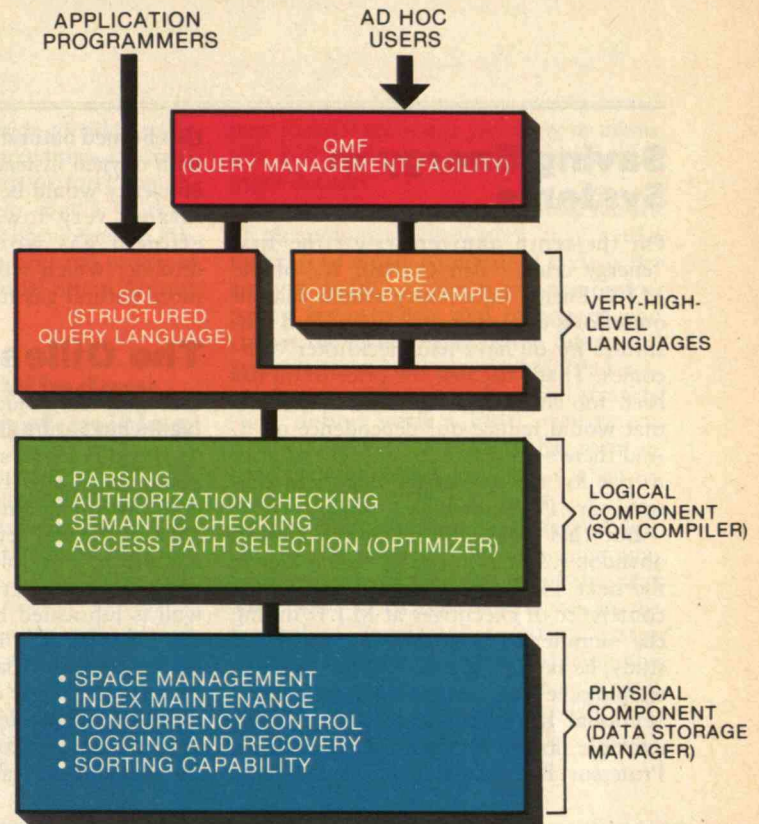 APPLICATION
PROGRAMMERS
AD HOC
USERS
QMF
(QUERY MANAGEMENT FACILITY)
SQL
(STRUCTURED
QUERY LANGUAGE)
QBE
(QUERY-BY-EXAMPLE)
VERY-HIGH-
LEVEL
LANGUAGES
• PARSING
• AUTHORIZATION CHECKING
• SEMANTIC CHECKING
• ACCESS PATH SELECTION (OPTIMIZER)
LOGICAL
COMPONENT
(SQL COMPILER)
• SPACE MANAGEMENT
• INDEX MAINTENANCE
• CONCURRENCY CONTROL
• LOGGING AND RECOVERY
• SORTING CAPABILITY
PHYSICAL
COMPONENT
(DATA STORAGE
MANAGER)